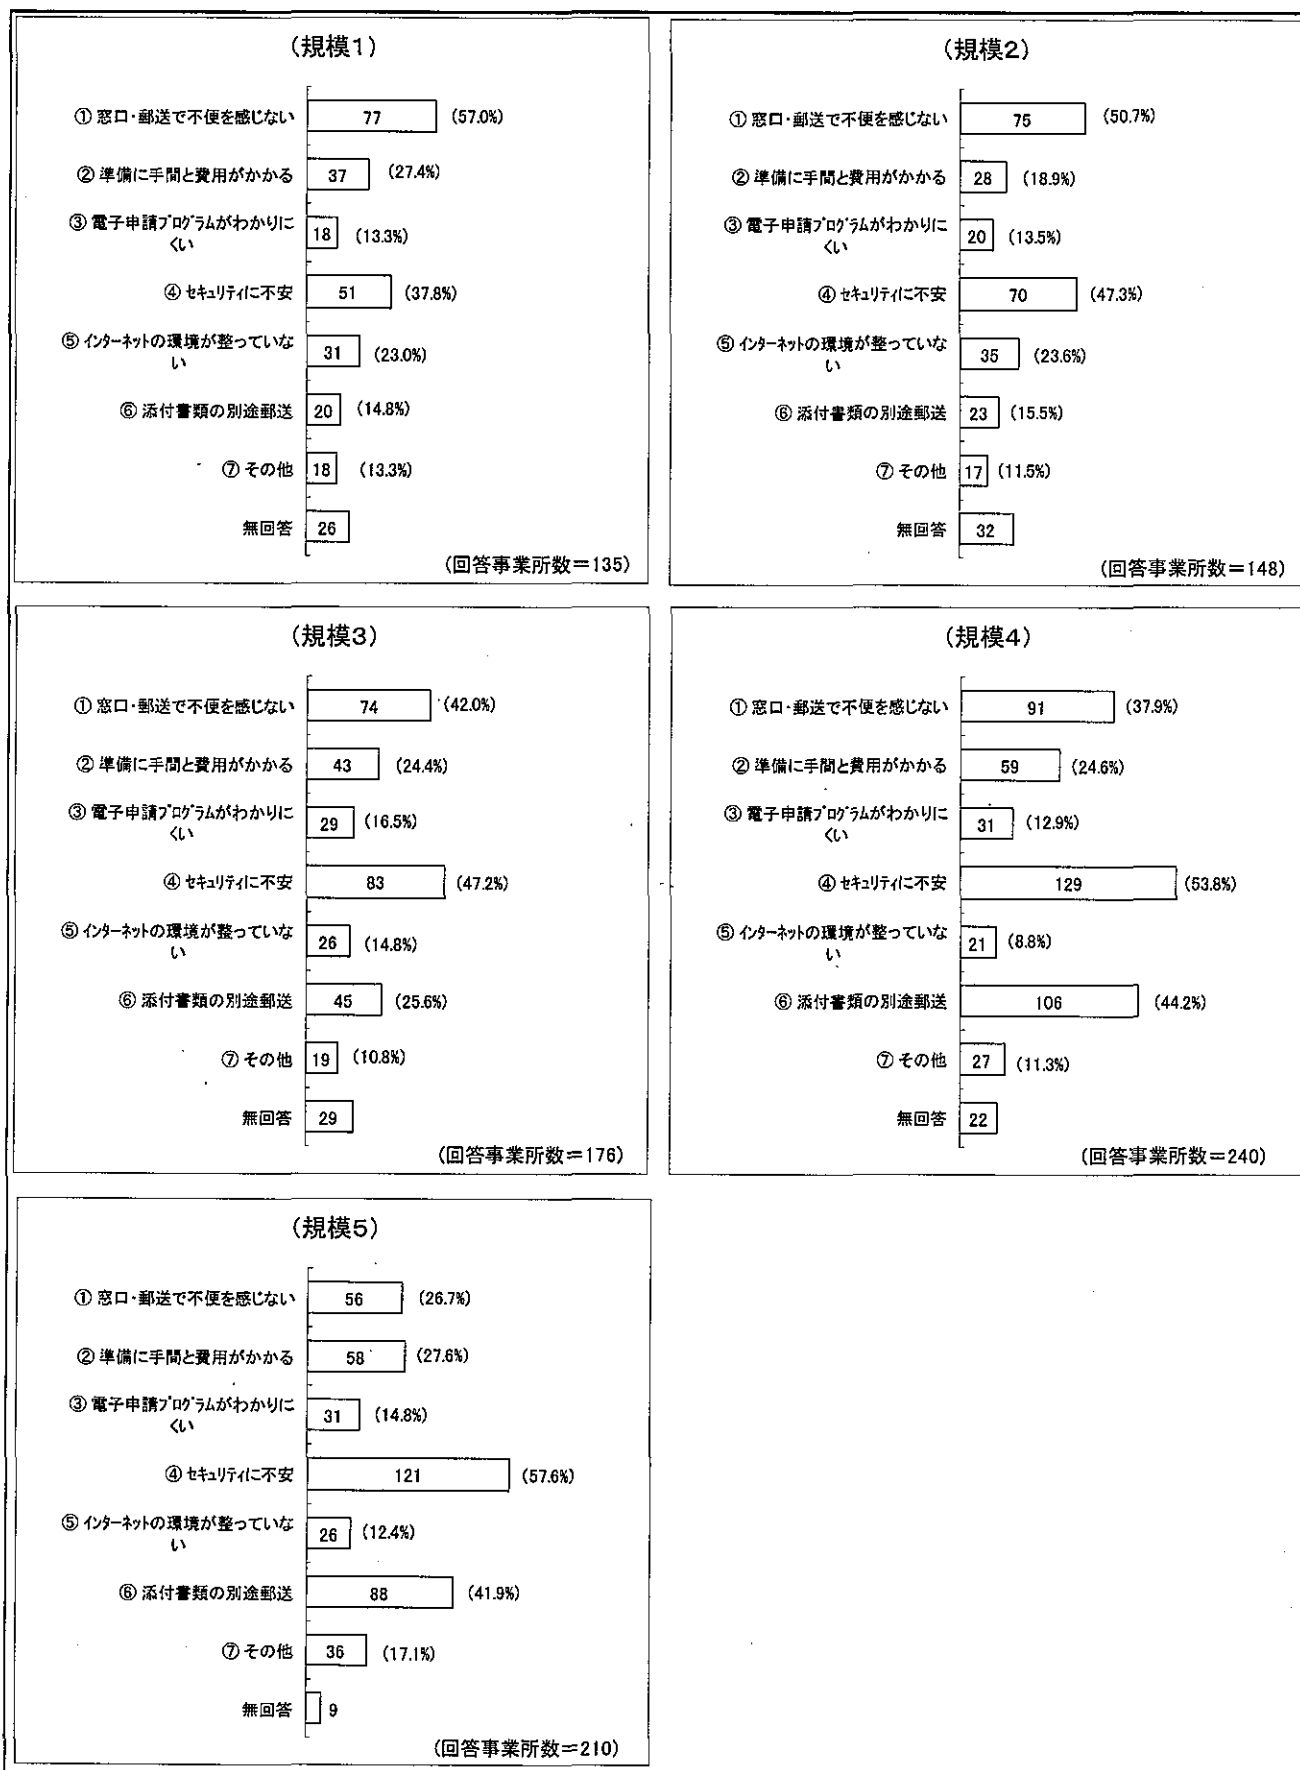 (規模1)
① 窓口・郵送で不便を感じない 77 (57.0%)
② 準備に手間と費用がかかる 37 (27.4%)
③ 電子申請プログラムがわかりに
くい 18 (13.3%)
④ セキュリティに不安 51 (37.8%)
⑤ インターネットの環境が整っていな
い 31 (23.0%)
⑥ 添付書類の別途郵送 20 (14.8%)
⑦ その他 18 (13.3%)
無回答 26
(回答事業所数=135)
(規模2)
① 窓口・郵送で不便を感じない 75 (50.7%)
② 準備に手間と費用がかかる 28 (18.9%)
③ 電子申請プログラムがわかりに
くい 20 (13.5%)
④ セキュリティに不安 70 (47.3%)
⑤ インターネットの環境が整っていな
い 35 (23.6%)
⑥ 添付書類の別途郵送 23 (15.5%)
⑦ その他 17 (11.5%)
無回答 32
(回答事業所数=148)
(規模3)
① 窓口・郵送で不便を感じない 74 (42.0%)
② 準備に手間と費用がかかる 43 (24.4%)
③ 電子申請プログラムがわかりに
くい 29 (16.5%)
④ セキュリティに不安 83 (47.2%)
⑤ インターネットの環境が整っていな
い 26 (14.8%)
⑥ 添付書類の別途郵送 45 (25.6%)
⑦ その他 19 (10.8%)
無回答 29
(回答事業所数=176)
(規模4)
① 窓口・郵送で不便を感じない 91 (37.9%)
② 準備に手間と費用がかかる 59 (24.6%)
③ 電子申請プログラムがわかりに
くい 31 (12.9%)
④ セキュリティに不安 129 (53.8%)
⑤ インターネットの環境が整っていな
い 21 (8.8%)
⑥ 添付書類の別途郵送 106 (44.2%)
⑦ その他 27 (11.3%)
無回答 22
(回答事業所数=240)
(規模5)
① 窓口・郵送で不便を感じない 56 (26.7%)
② 準備に手間と費用がかかる 58 (27.6%)
③ 電子申請プログラムがわかりに
くい 31 (14.8%)
④ セキュリティに不安 121 (57.6%)
⑤ インターネットの環境が整っていな
い 26 (12.4%)
⑥ 添付書類の別途郵送 88 (41.9%)
⑦ その他 36 (17.1%)
無回答 9
(回答事業所数=210)